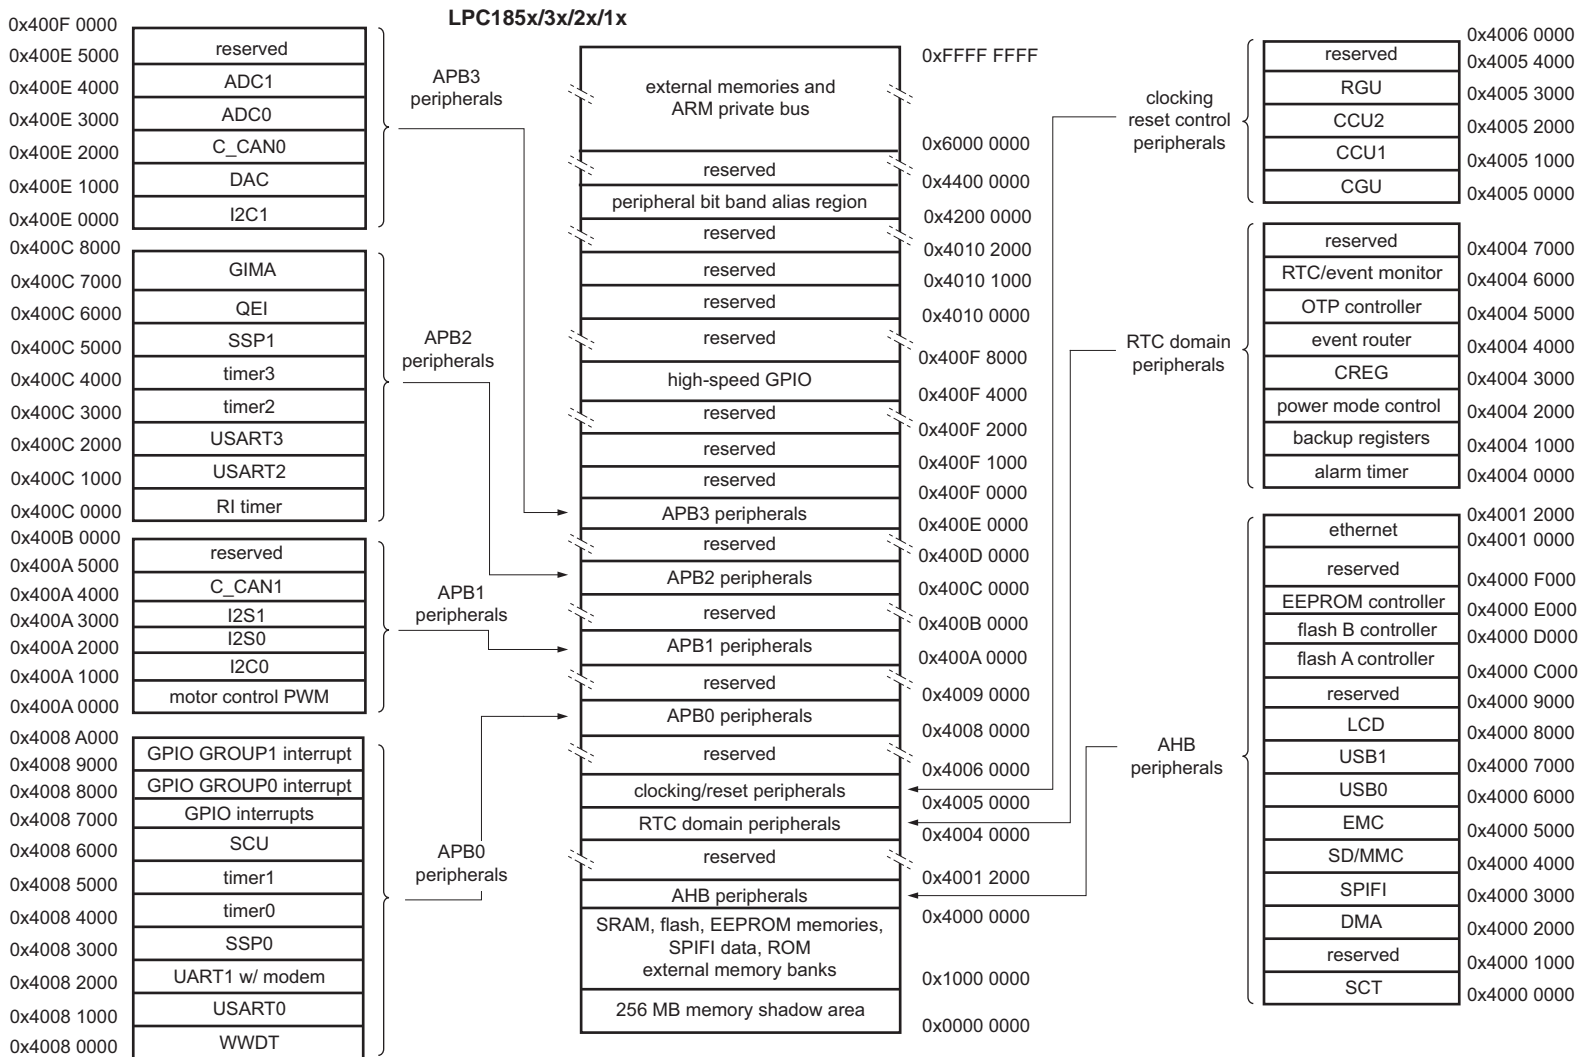 LPC185x/3x/2x/1x
0x400F 0000
reserved
0x400E 5000
ADC1
0x400E 4000
ADC0
0x400E 3000
C_CAN0
0x400E 2000
DAC
0x400E 1000
I2C1
0x400E 0000
APB3
peripherals
0x400C 8000
GIMA
0x400C 7000
QEI
0x400C 6000
SSP1
0x400C 5000
timer3
0x400C 4000
timer2
0x400C 3000
USART3
0x400C 2000
USART2
0x400C 1000
RI timer
0x400C 0000
APB2
peripherals
0x400B 0000
reserved
0x400A 5000
C_CAN1
0x400A 4000
I2S1
0x400A 3000
I2S0
0x400A 2000
I2C0
0x400A 1000
motor control PWM
0x400A 0000
APB1
peripherals
0x4008 A000
GPIO GROUP1 interrupt
0x4008 9000
GPIO GROUP0 interrupt
0x4008 8000
GPIO interrupts
0x4008 7000
SCU
0x4008 6000
timer1
0x4008 5000
timer0
0x4008 4000
SSP0
0x4008 3000
UART1 w/ modem
0x4008 2000
USART0
0x4008 1000
WWDT
0x4008 0000
APB0
peripherals
0xFFFF FFFF
external memories and
ARM private bus
0x6000 0000
reserved
0x4400 0000
peripheral bit band alias region
0x4200 0000
reserved
0x4010 2000
reserved
0x4010 1000
reserved
0x4010 0000
reserved
0x400F 8000
high-speed GPIO
0x400F 4000
reserved
0x400F 2000
reserved
0x400F 1000
reserved
0x400F 0000
APB3 peripherals
0x400E 0000
reserved
0x400D 0000
APB2 peripherals
0x400C 0000
reserved
0x400B 0000
APB1 peripherals
0x400A 0000
reserved
0x4009 0000
APB0 peripherals
0x4008 0000
reserved
0x4006 0000
clocking/reset peripherals
0x4005 0000
RTC domain peripherals
0x4004 0000
reserved
0x4001 2000
AHB peripherals
0x4000 0000
SRAM, flash, EEPROM memories,
SPIFI data, ROM
external memory banks
0x1000 0000
256 MB memory shadow area
0x0000 0000
clocking
reset control
peripherals
0x4006 0000
reserved
0x4005 4000
RGU
0x4005 3000
CCU2
0x4005 2000
CCU1
0x4005 1000
CGU
0x4005 0000
RTC domain
peripherals
reserved
0x4004 7000
RTC/event monitor
0x4004 6000
OTP controller
0x4004 5000
event router
0x4004 4000
CREG
0x4004 3000
power mode control
0x4004 2000
backup registers
0x4004 1000
alarm timer
0x4004 0000
AHB
peripherals
0x4001 2000
ethernet
0x4001 0000
reserved
0x4000 F000
EEPROM controller
0x4000 E000
flash B controller
0x4000 D000
flash A controller
0x4000 C000
reserved
0x4000 9000
LCD
0x4000 8000
USB1
0x4000 7000
USB0
0x4000 6000
EMC
0x4000 5000
SD/MMC
0x4000 4000
SPIFI
0x4000 3000
DMA
0x4000 2000
reserved
0x4000 1000
SCT
0x4000 0000